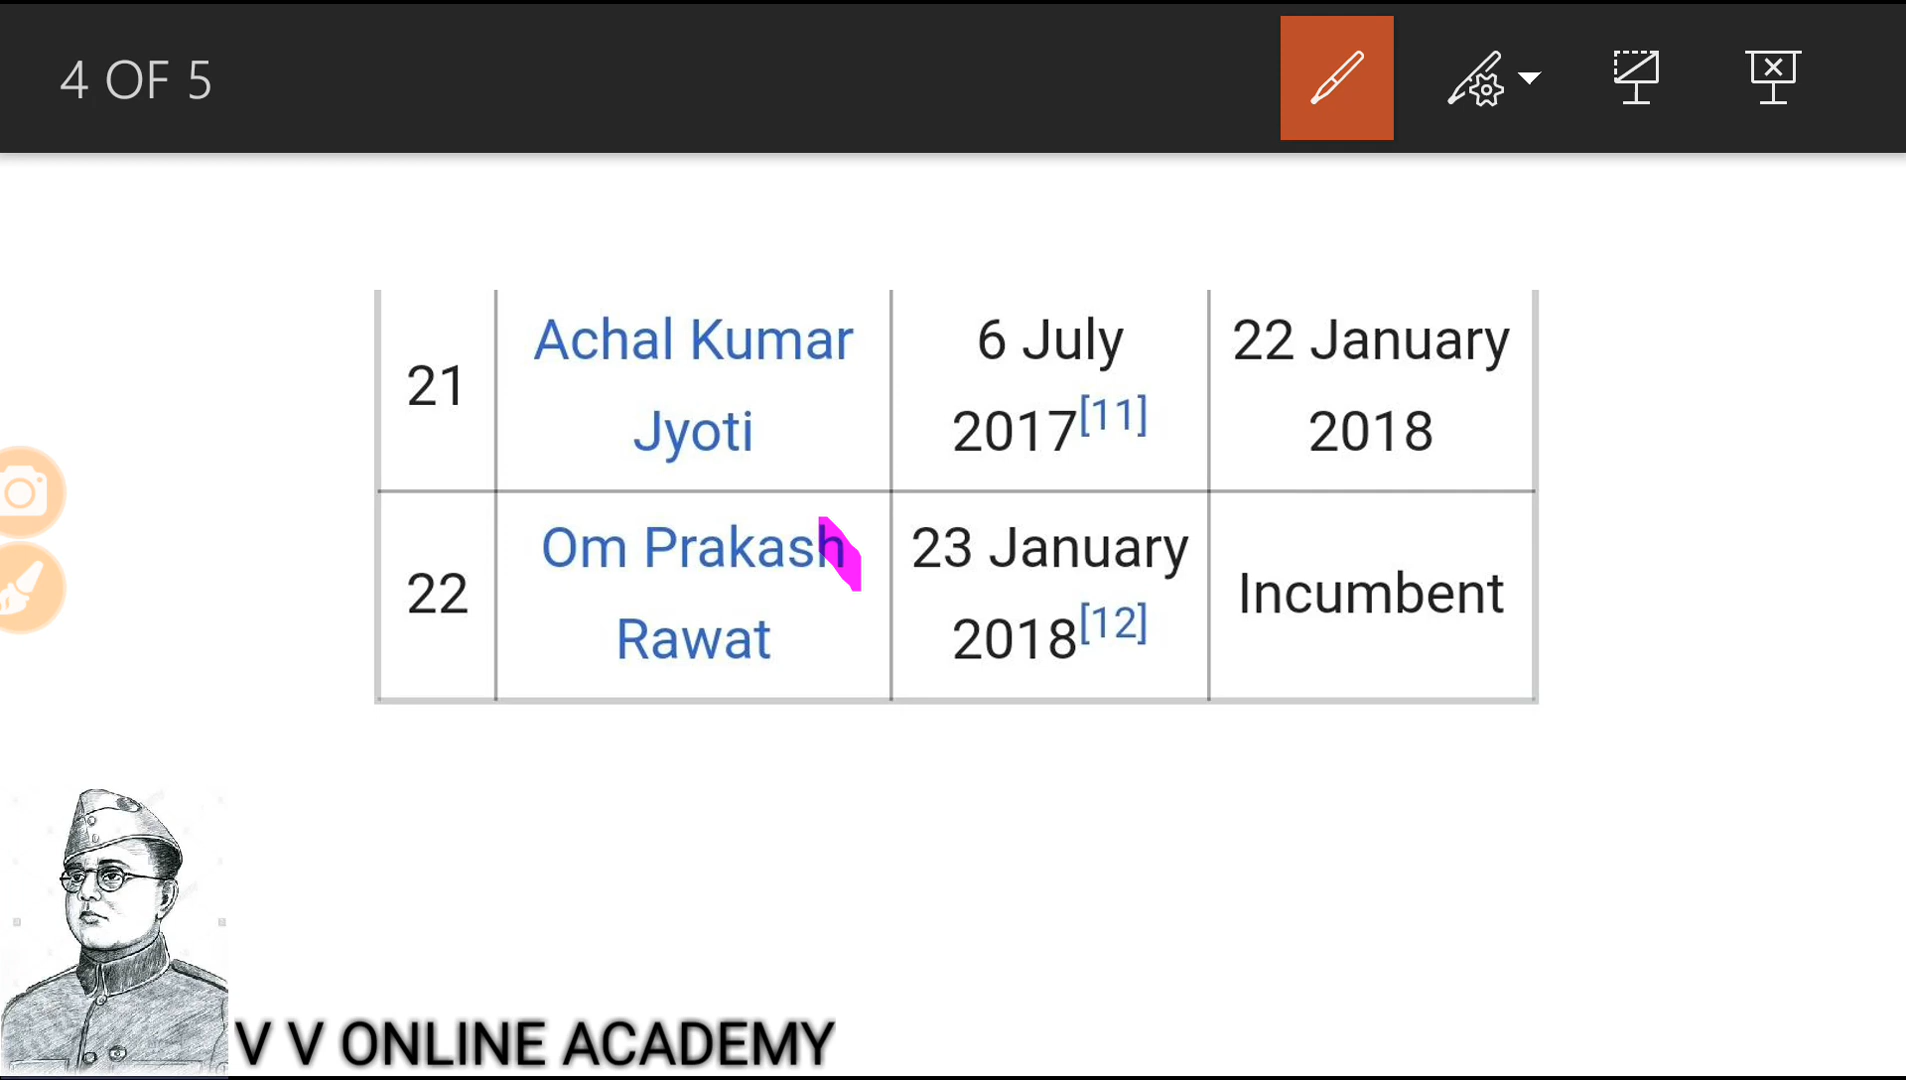 4 OF 5
21
Achal Kumar
Jyoti
6 July
2017[11]
22 January
2018
22
Om Prakash
Rawat
23 January
2018[12]
Incumbent
V V ONLINE ACADEMY